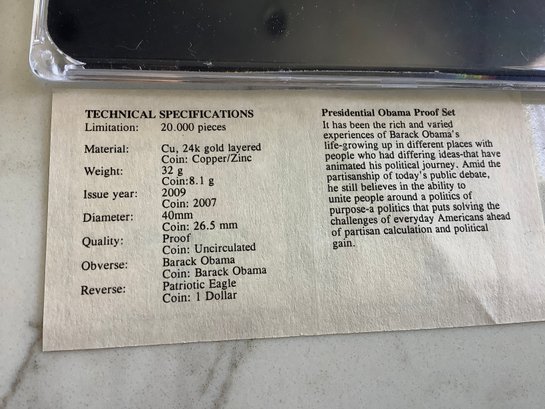 TECHNICAL SPECIFICATIONS
Limitation: 20.000 pieces
Material: Cu, 24k gold layered
Coin: Copper/Zinc
Weight: 32 g
Coin:8.1 g
Issue year: 2009
Coin: 2007
Diameter: 40mm
Coin: 26.5 mm
Quality: Proof
Coin: Uncirculated
Obverse: Barack Obama
Coin: Barack Obama
Reverse: Patriotic Eagle
Coin: 1 Dollar
Presidential Obama Proof Set
It has been the rich and varied
experiences of Barack Obama's
life-growing up in different places with
people who had differing ideas-that have
animated his political journey. Amid the
partisanship of today's public debate,
he still believes in the ability to
unite people around a politics of
purpose-a politics that puts solving the
challenges of everyday Americans ahead
of partisan calculation and political
gain.